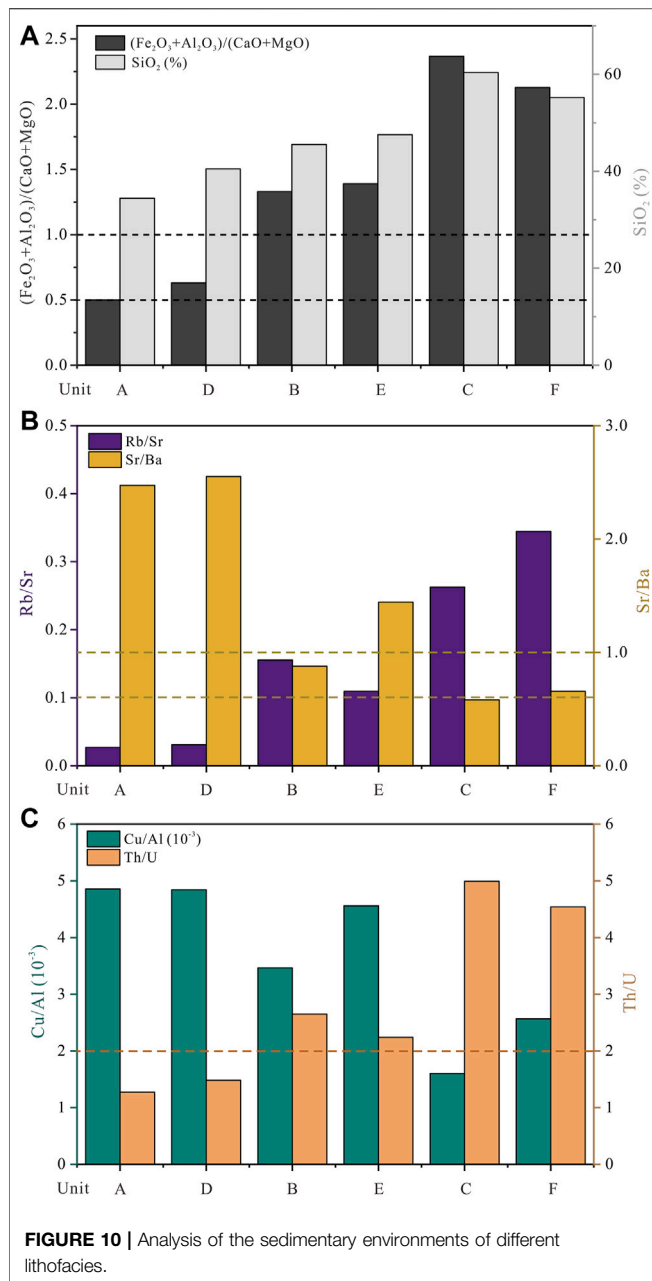 A
(Fe₂O₃+Al₂O₃)/(CaO+MgO)
SiO₂ (%)
2.5
2.0
1.5
1.0
0.5
0.0
(Fe₂O₃+Al₂O₃)/(CaO+MgO)
60
40
20
0
SiO₂ (%)
Unit A D B E C F
B
Rb/Sr
Sr/Ba
0.5
0.4
0.3
0.2
0.1
0.0
Rb/Sr
3.0
2.0
1.0
0.0
Sr/Ba
Unit A D B E C F
C
Cu/Al (10⁻³)
Th/U
6
5
4
3
2
1
0
Cu/Al (10⁻³)
6
5
4
3
2
1
0
Th/U
Unit A D B E C F
FIGURE 10 | Analysis of the sedimentary environments of different
lithofacies.